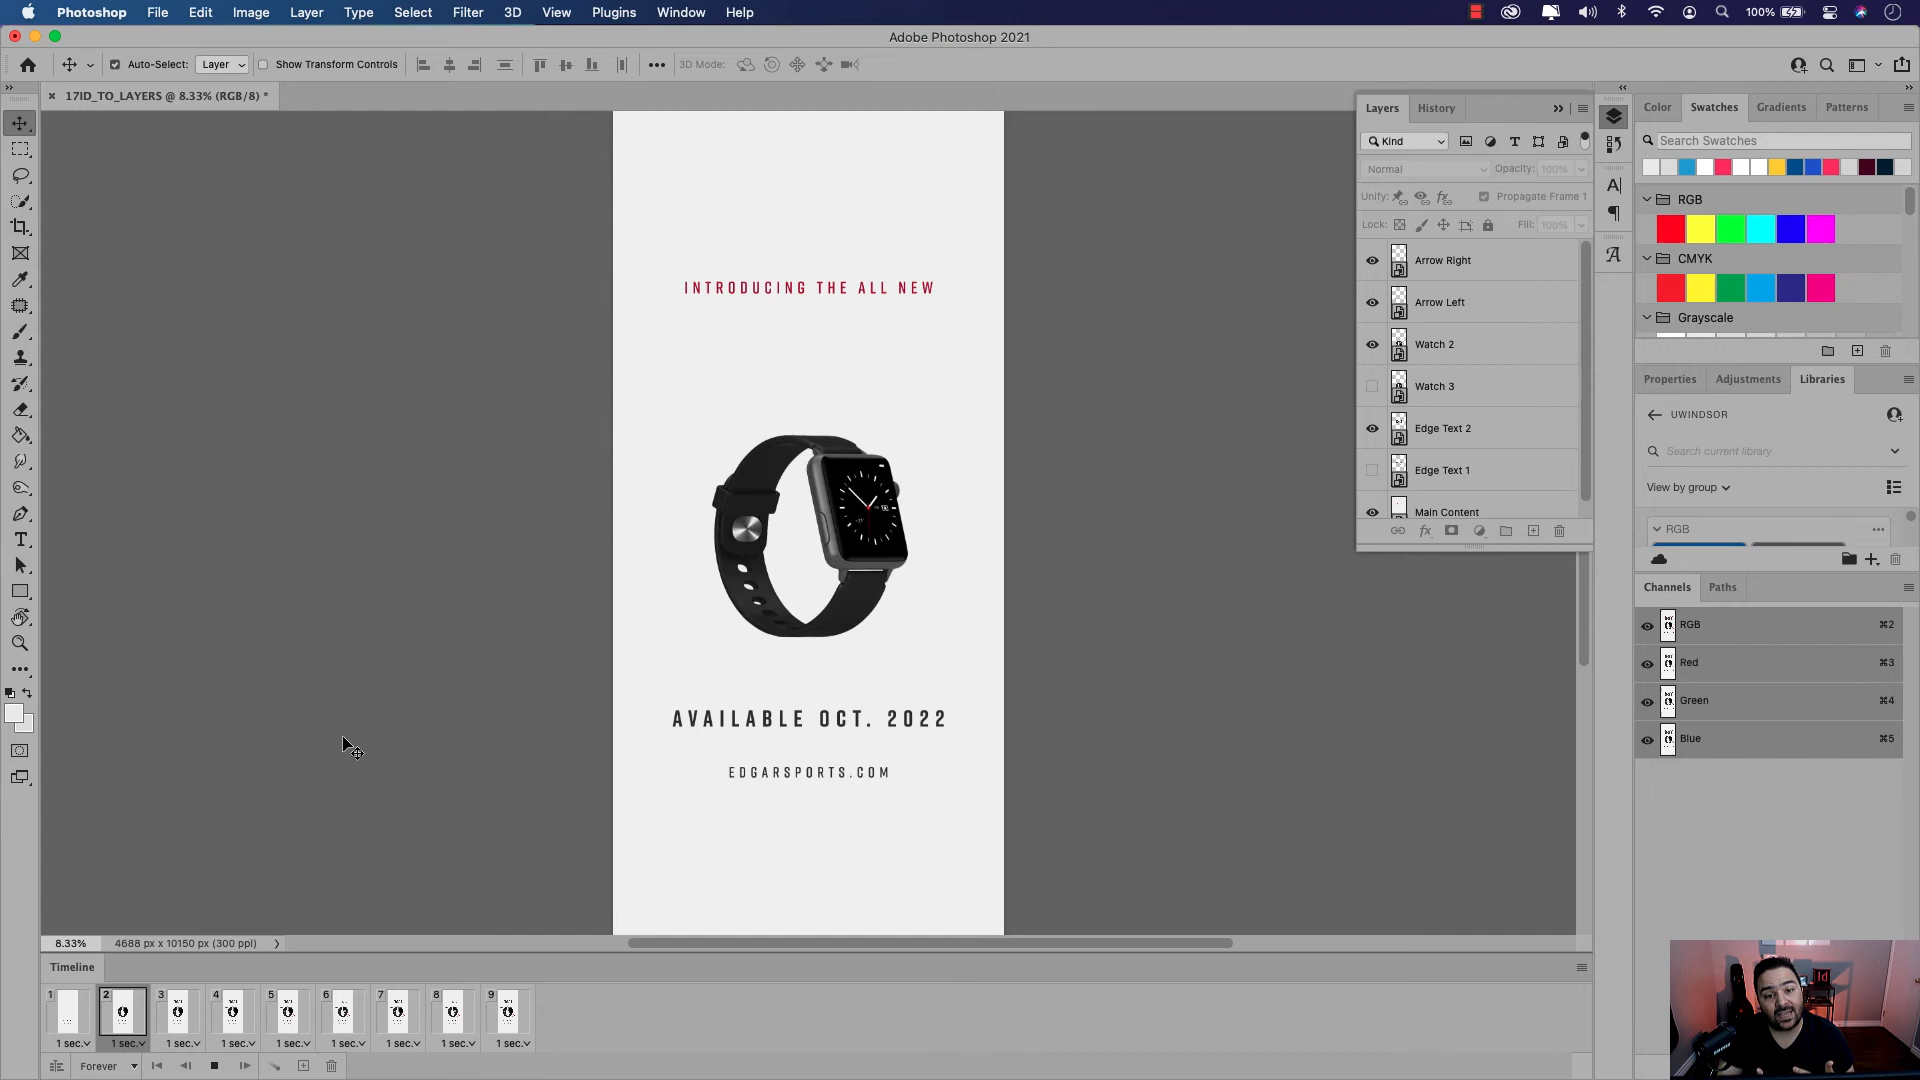 Photoshop File Edit Image Layer Type Select Filter 3D View Plugins Window Help 100%
Adobe Photoshop 2021
Auto-Select: Layer Show Transform Controls 3D Mode:
17ID_TO_LAYERS @ 8.33% (RGB/8) *
INTRODUCING THE ALL NEW
AVAILABLE OCT. 2022
EDGARSPORTS.COM
Layers History
Kind
Normal Opacity: 100%
Unify: Propagate Frame 1
Lock: Fill: 100%
Arrow Right
Arrow Left
Watch 2
Watch 3
Edge Text 2
Edge Text 1
Main Content
Color Swatches Gradients Patterns
Search Swatches
RGB
CMYK
Grayscale
Properties Adjustments Libraries
UWINDSOR
Search current library
View by group
RGB
Channels Paths
RGB ⌘2
Red ⌘3
Green ⌘4
Blue ⌘5
8.33% 4688 px x 10150 px (300 ppi)
Timeline
1 2 3 4 5 6 7 8 9
1 sec. 1 sec. 1 sec. 1 sec. 1 sec. 1 sec. 1 sec. 1 sec. 1 sec.
Forever
Id